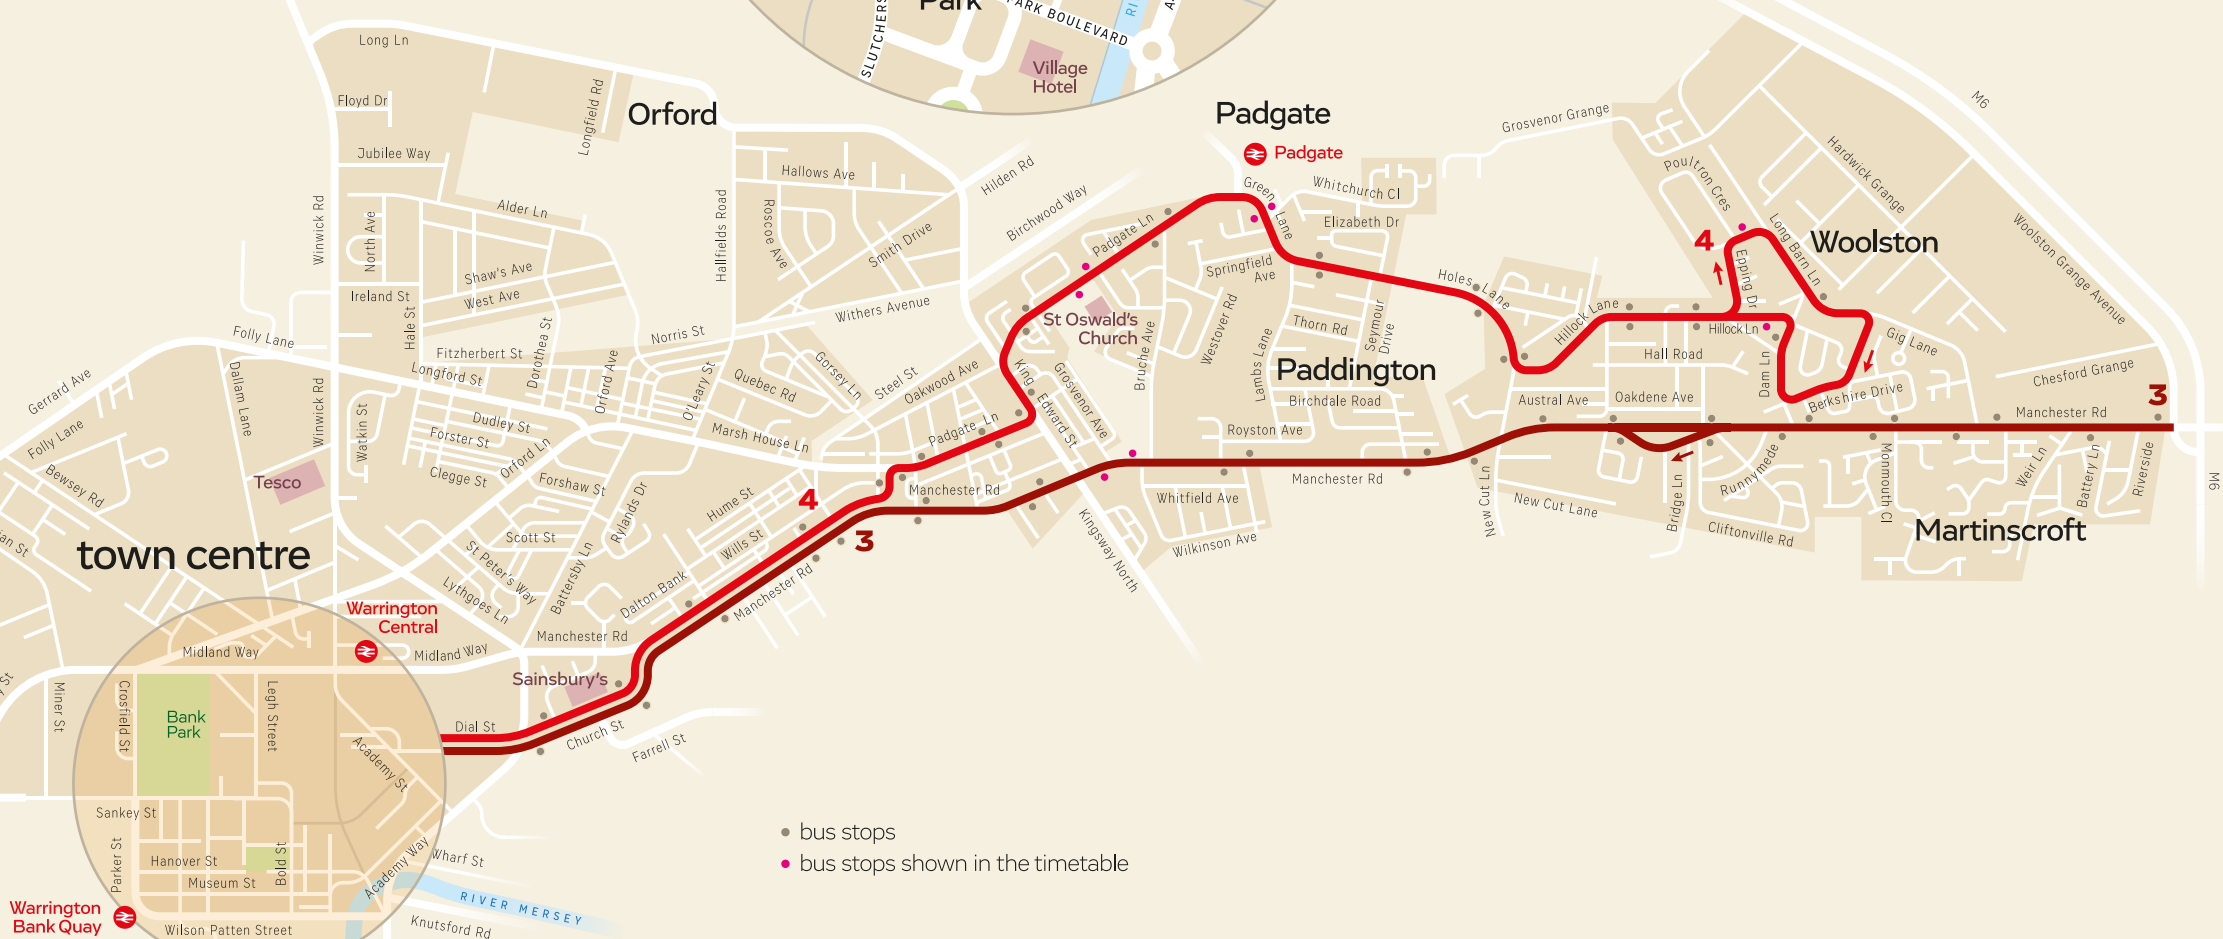 Park
PARK BOULEVARD
SLUTCHERS
Village
Hotel
Long Ln
Floyd Dr
Longfield Rd
Orford
Padgate
Padgate
Grosvenor Grange
M6
Jubilee Way
Hallows Ave
Hilden Rd
Birchwood Way
Green
Lane
Whitchurch Cl
Elizabeth Dr
Poultron Cres
Hardwick Grange
Winwick Rd
North Ave
Alder Ln
Hallfields Road
Roscoe Ave
Smith Drive
Padgate Ln
Springfield
Ave
4
Long Barn Ln
Woolston
Woolston Grange Avenue
Shaw's Ave
West Ave
Ireland St
Hale St
Epping Dr
Holes Lane
Withers Avenue
St Oswald's
Church
Westover Rd
Thorn Rd
Seymour
Drive
Hillock Lane
Hillock Ln
Gig Lane
Folly Lane
Norris St
Fitzherbert St
Dorothea St
Longford St
Orford Ave
O'Leary St
Quebec Rd
Gorsey Ln
Steel St
Oakwood Ave
King Edward St
Grosvenor Ave
Bruche Ave
Lambs Lane
Paddington
Birchdale Road
Hall Road
Dam Ln
Berkshire Drive
Chesford Grange
3
Gerrard Ave
Dallam Lane
Winwick Rd
Watkin St
Folly Lane
Bewsey Rd
Dudley St
Forster St
Orford Ln
Clegge St
Forshaw St
Marsh House Ln
Padgate Ln
Royston Ave
Austral Ave
Oakdene Ave
Manchester Rd
Tesco
Rylands Dr
Hume St
4
Manchester Rd
Whitfield Ave
Manchester Rd
New Cut Ln
New Cut Lane
Bridge Ln
Runnymede
Monmouth Cl
Weir Ln
Battery Ln
Riverside
M6
town centre
Scott St
St Peter's Way
Battersby Ln
Wills St
3
Kingsway North
Wilkinson Ave
Cliftonville Rd
Martinscroft
Lythgoes Ln
Dalton Bank
Manchester Rd
Warrington
Central
Manchester Rd
Midland Way
Midland Way
Sainsbury's
Miner St
Crosfield St
Legh Street
Bank
Park
Dial St
Church St
Farrell St
Academy St
Sankey St
Parker St
Hanover St
Museum St
Bold St
Academy Way
Wharf St
RIVER MERSEY
Knutsford Rd
Warrington
Bank Quay
Wilson Patten Street
bus stops
bus stops shown in the timetable